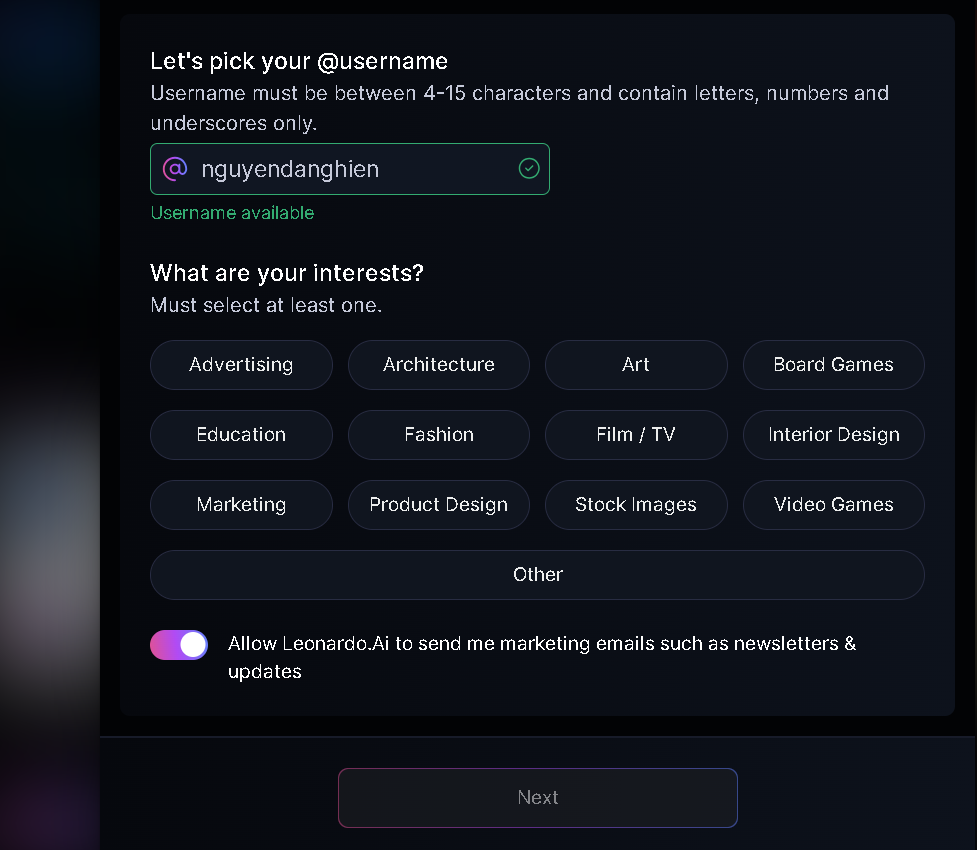 Let's pick your @username
Username must be between 4-15 characters and contain letters, numbers and
underscores only.
@ nguyendanghien
Username available
What are your interests?
Must select at least one.
Advertising
Architecture
Art
Board Games
Education
Fashion
Film / TV
Interior Design
Marketing
Product Design
Stock Images
Video Games
Other
Allow Leonardo.Ai to send me marketing emails such as newsletters &
updates
Next